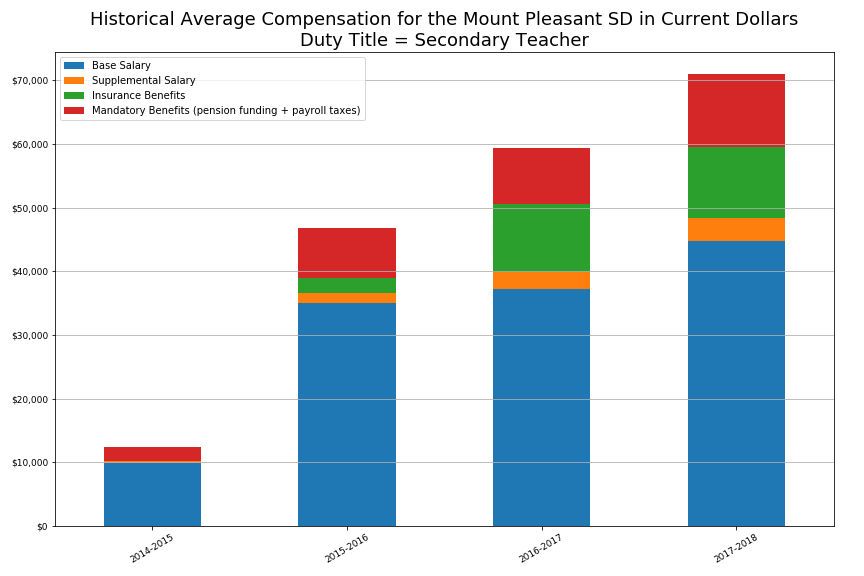 Historical Average Compensation for the Mount Pleasant SD in Current Dollars
Duty Title = Secondary Teacher
Base Salary
Supplemental Salary
Insurance Benefits
Mandatory Benefits (pension funding + payroll taxes)
$70,000
$60,000
$50,000
$40,000
$30,000
$20,000
$10,000
$0
2014-2015
2015-2016
2016-2017
2017-2018